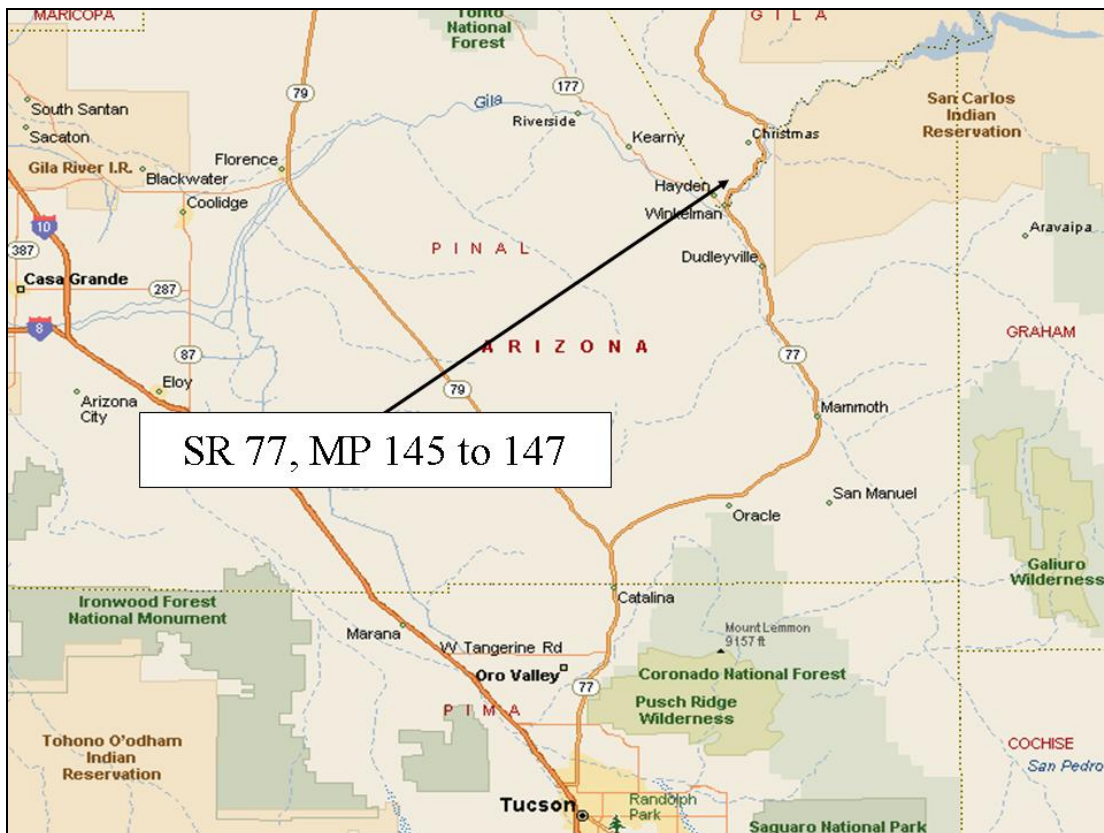 MARICOPA
Tonto
National
Forest
GILA
79
177
Gila
South Santan
Sacaton
Riverside
San Carlos
Indian
Reservation
Kearny
Christmas
Florence
Gila River I.R.
Blackwater
Coolidge
Hayden
Winkelman
10
387
PINAL
Aravaipa
Dudleyville
Casa Grande
287
8
ARIZONA
GRAHAM
87
77
79
Eloy
Arizona
City
Mammoth
SR 77, MP 145 to 147
San Manuel
Oracle
Galiuro
Wilderness
Ironwood Forest
National Monument
Catalina
Marana
Mount Lemmon
9157 ft
W Tangerine Rd
Oro Valley
77
Coronado National Forest
Pusch Ridge
Wilderness
PIMA
Tohono O'odham
Indian
Reservation
COCHISE
San Pedro
Tucson
Randolph
Park
Saguaro National Park